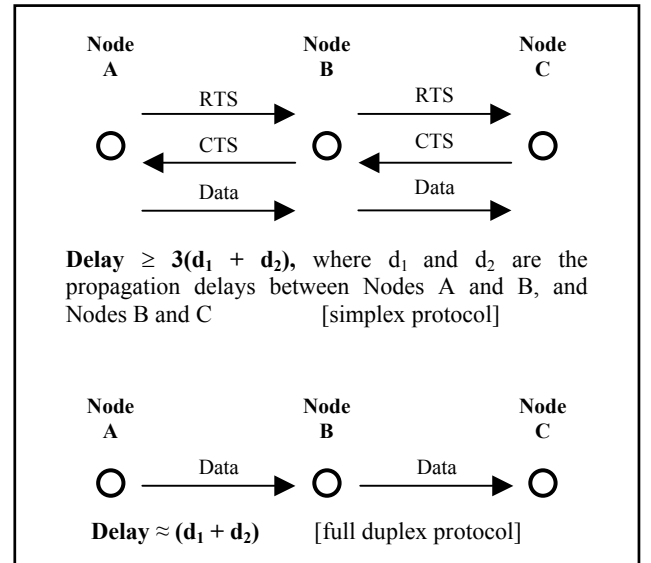 Node Node Node
A B C
RTS RTS
CTS CTS
Data Data
Delay ≥ 3(d₁ + d₂), where d₁ and d₂ are the
propagation delays between Nodes A and B, and
Nodes B and C [simplex protocol]
Node Node Node
A B C
Data Data
Delay ≈ (d₁ + d₂) [full duplex protocol]